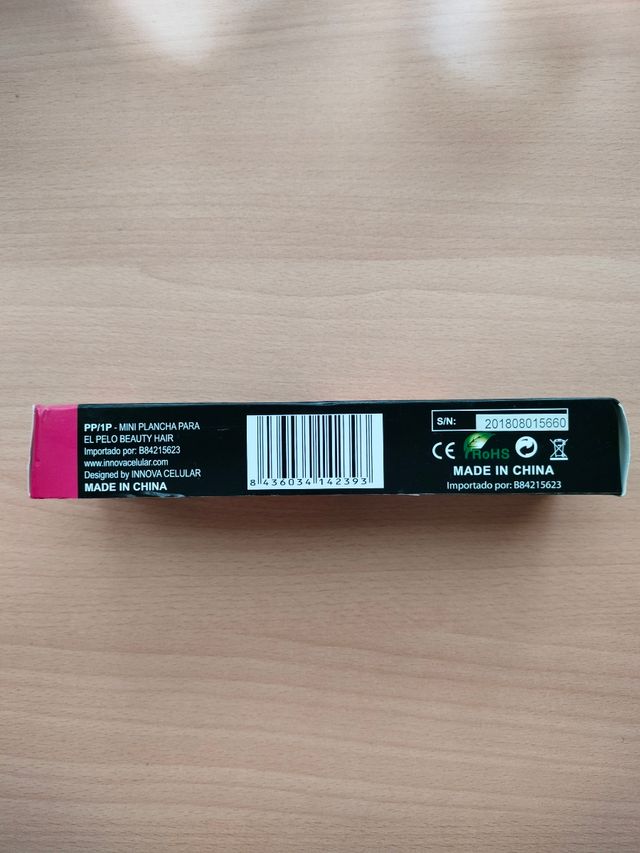 PP/1P - MINI PLANCHA PARA
EL PELO BEAUTY HAIR
Importado por: B84215623
www.innovacelular.com
Designed by INNOVA CELULAR
MADE IN CHINA
8 436034 142393
S/N: 201808015660
CE RoHS
MADE IN CHINA
Importado por: B84215623